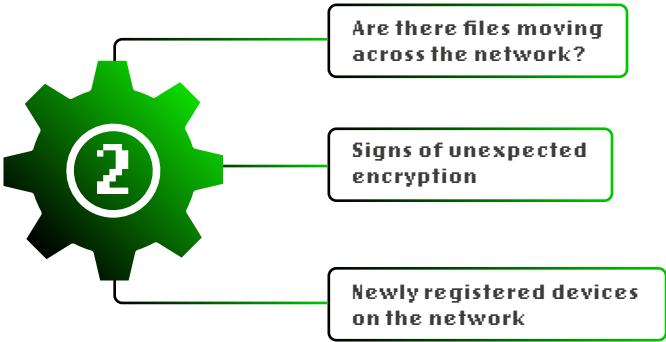 Are there files moving
across the network?
2
Signs of unexpected
encryption
Newly registered devices
on the network